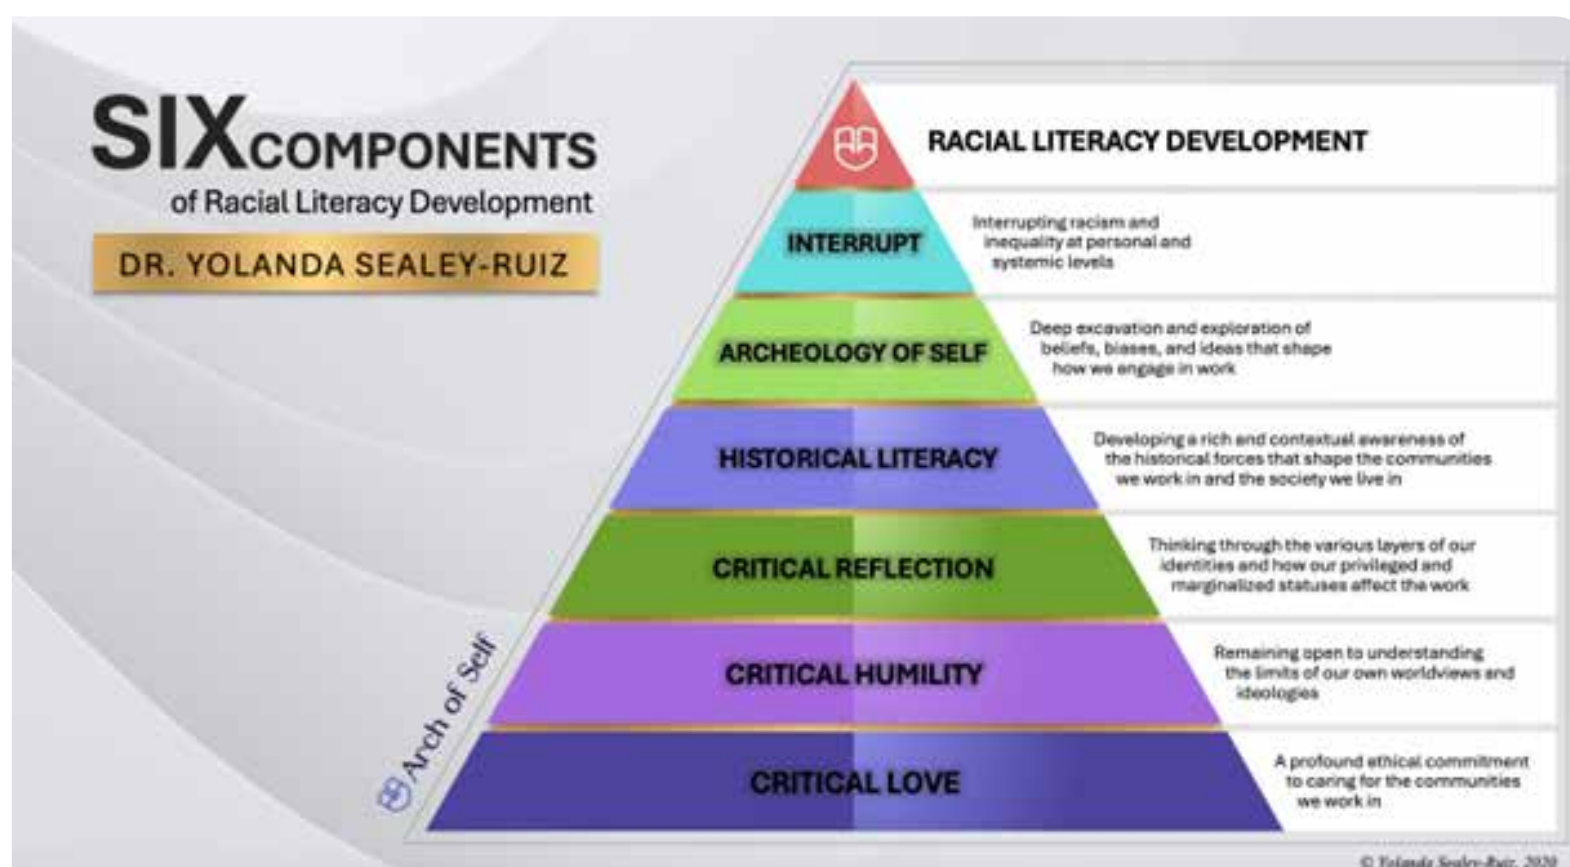 SIX COMPONENTS
of Racial Literacy Development
DR. YOLANDA SEALEY-RUIZ
RACIAL LITERACY DEVELOPMENT
INTERRUPT
Interrupting racism and
inequality at personal and
systemic levels
ARCHEOLOGY OF SELF
Deep excavation and exploration of
beliefs, biases, and ideas that shape
how we engage in work
HISTORICAL LITERACY
Developing a rich and contextual awareness of
the historical forces that shape the communities
we work in and the society we live in
CRITICAL REFLECTION
Thinking through the various layers of our
identities and how our privileged and
marginalized statuses affect the work
CRITICAL HUMILITY
Remaining open to understanding
the limits of our own worldviews and
ideologies
CRITICAL LOVE
A profound ethical commitment
to caring for the communities
we work in
Arch of Self
© Yolanda Sealey-Ruiz, 2020